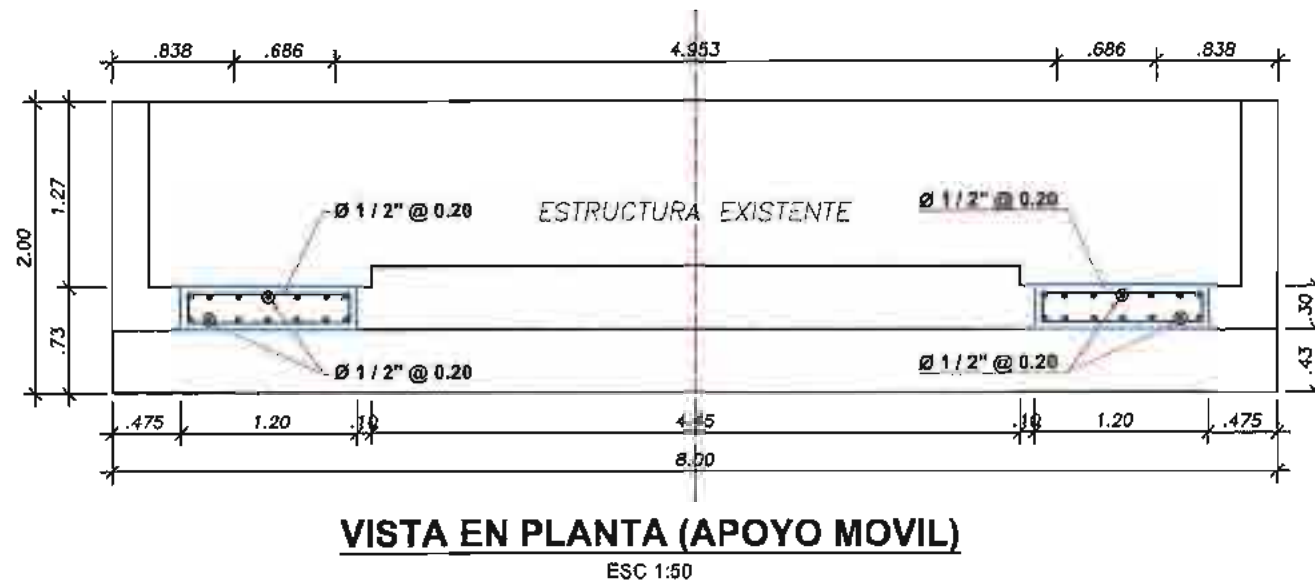 .838 .686 4.953 .686 .838
2.00
1.27
.73
Ø 1 / 2" @ 0.20
ESTRUCTURA EXISTENTE
Ø 1 / 2" @ 0.20
.30
.43
Ø 1 / 2" @ 0.20
Ø 1 / 2" @ 0.20
.475 1.20 .10 4.45 .10 1.20 .475
8.00
VISTA EN PLANTA (APOYO MOVIL)
ESC 1:50